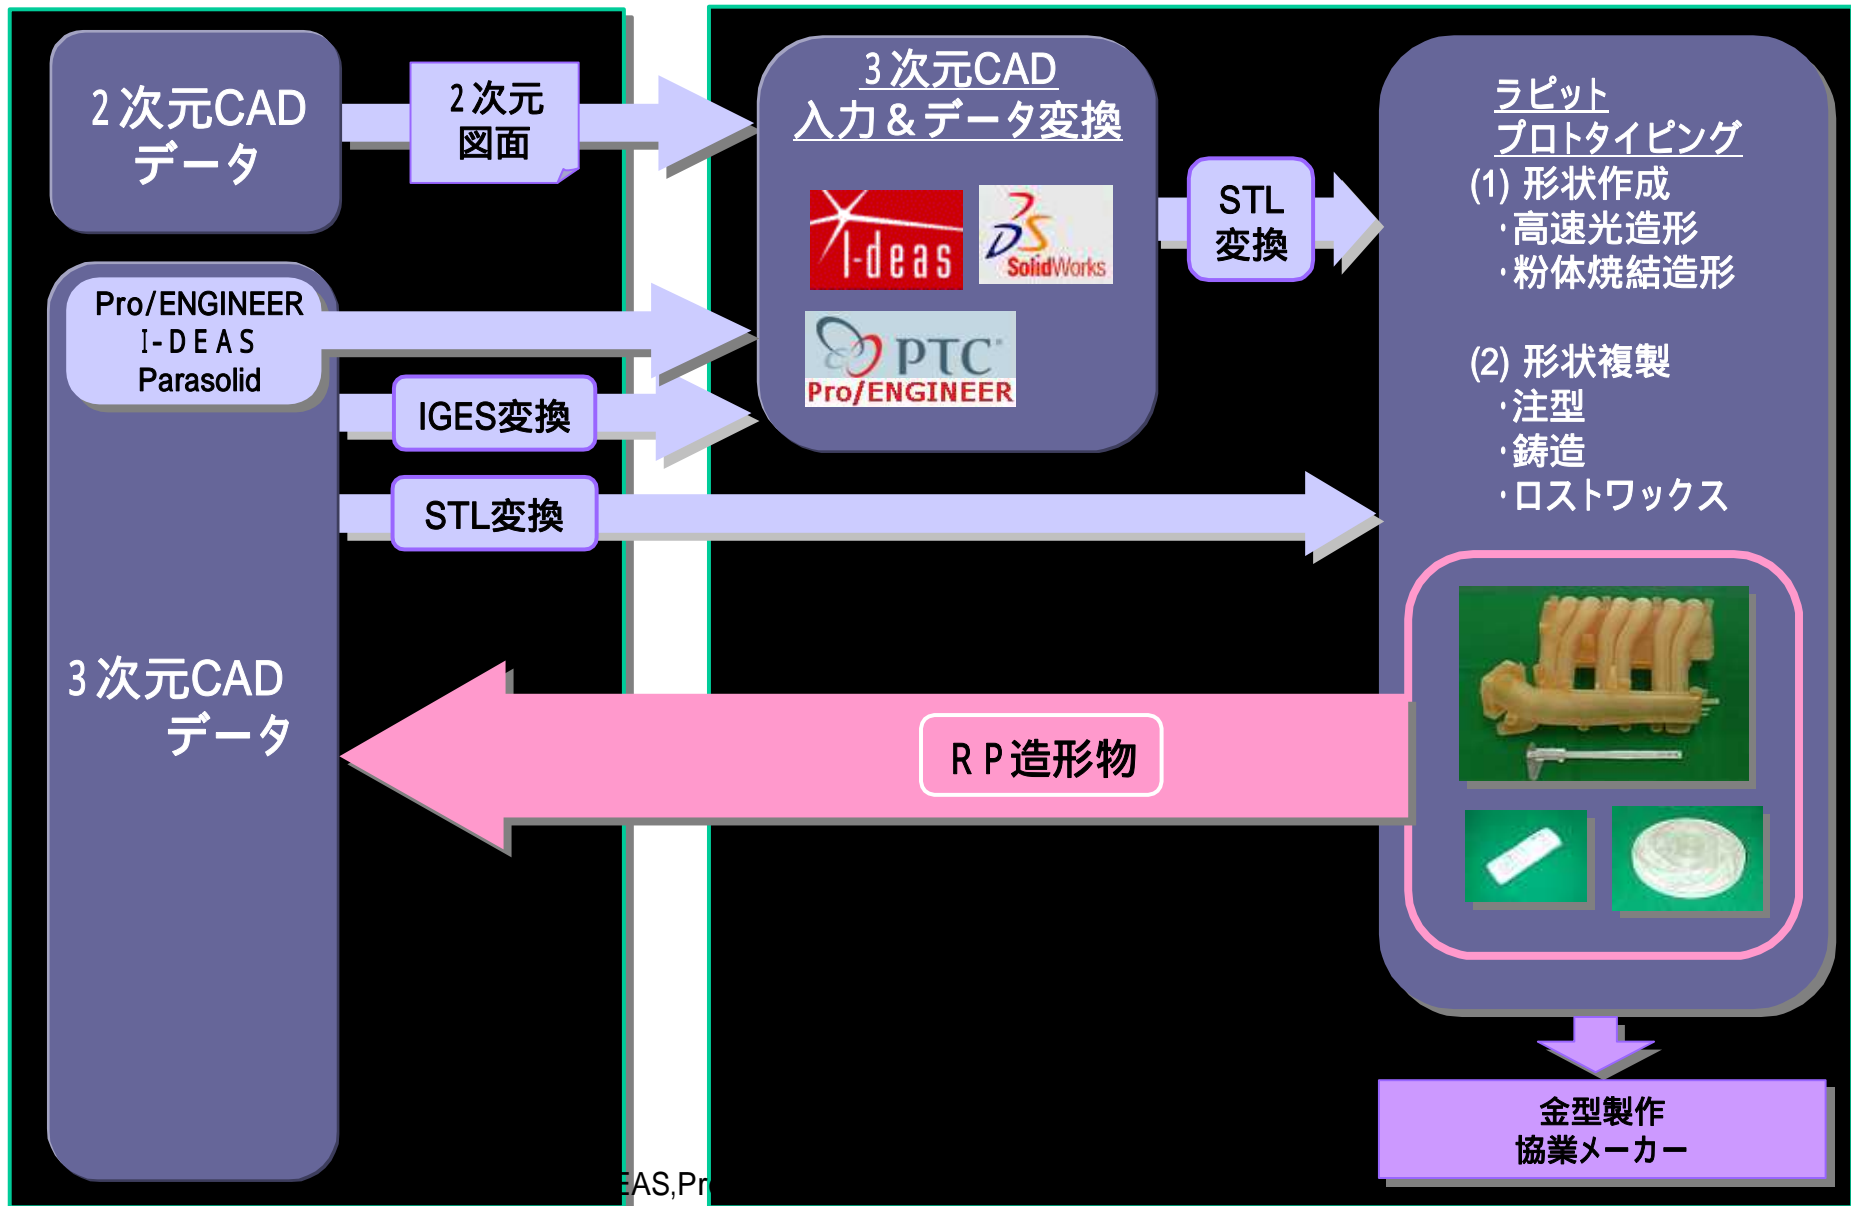 2次元CAD
データ
2次元
図面
3次元CAD
入力&データ変換
I-deas
SolidWorks
PTC
Pro/ENGINEER
STL
変換
ラピット
プロトタイピング
(1) 形状作成
・高速光造形
・粉体焼結造形
(2) 形状複製
・注型
・鋳造
・ロストワックス
Pro/ENGINEER
I-DEAS
Parasolid
IGES変換
STL変換
3次元CAD
データ
RP造形物
金型製作
協業メーカー
EAS,Pr